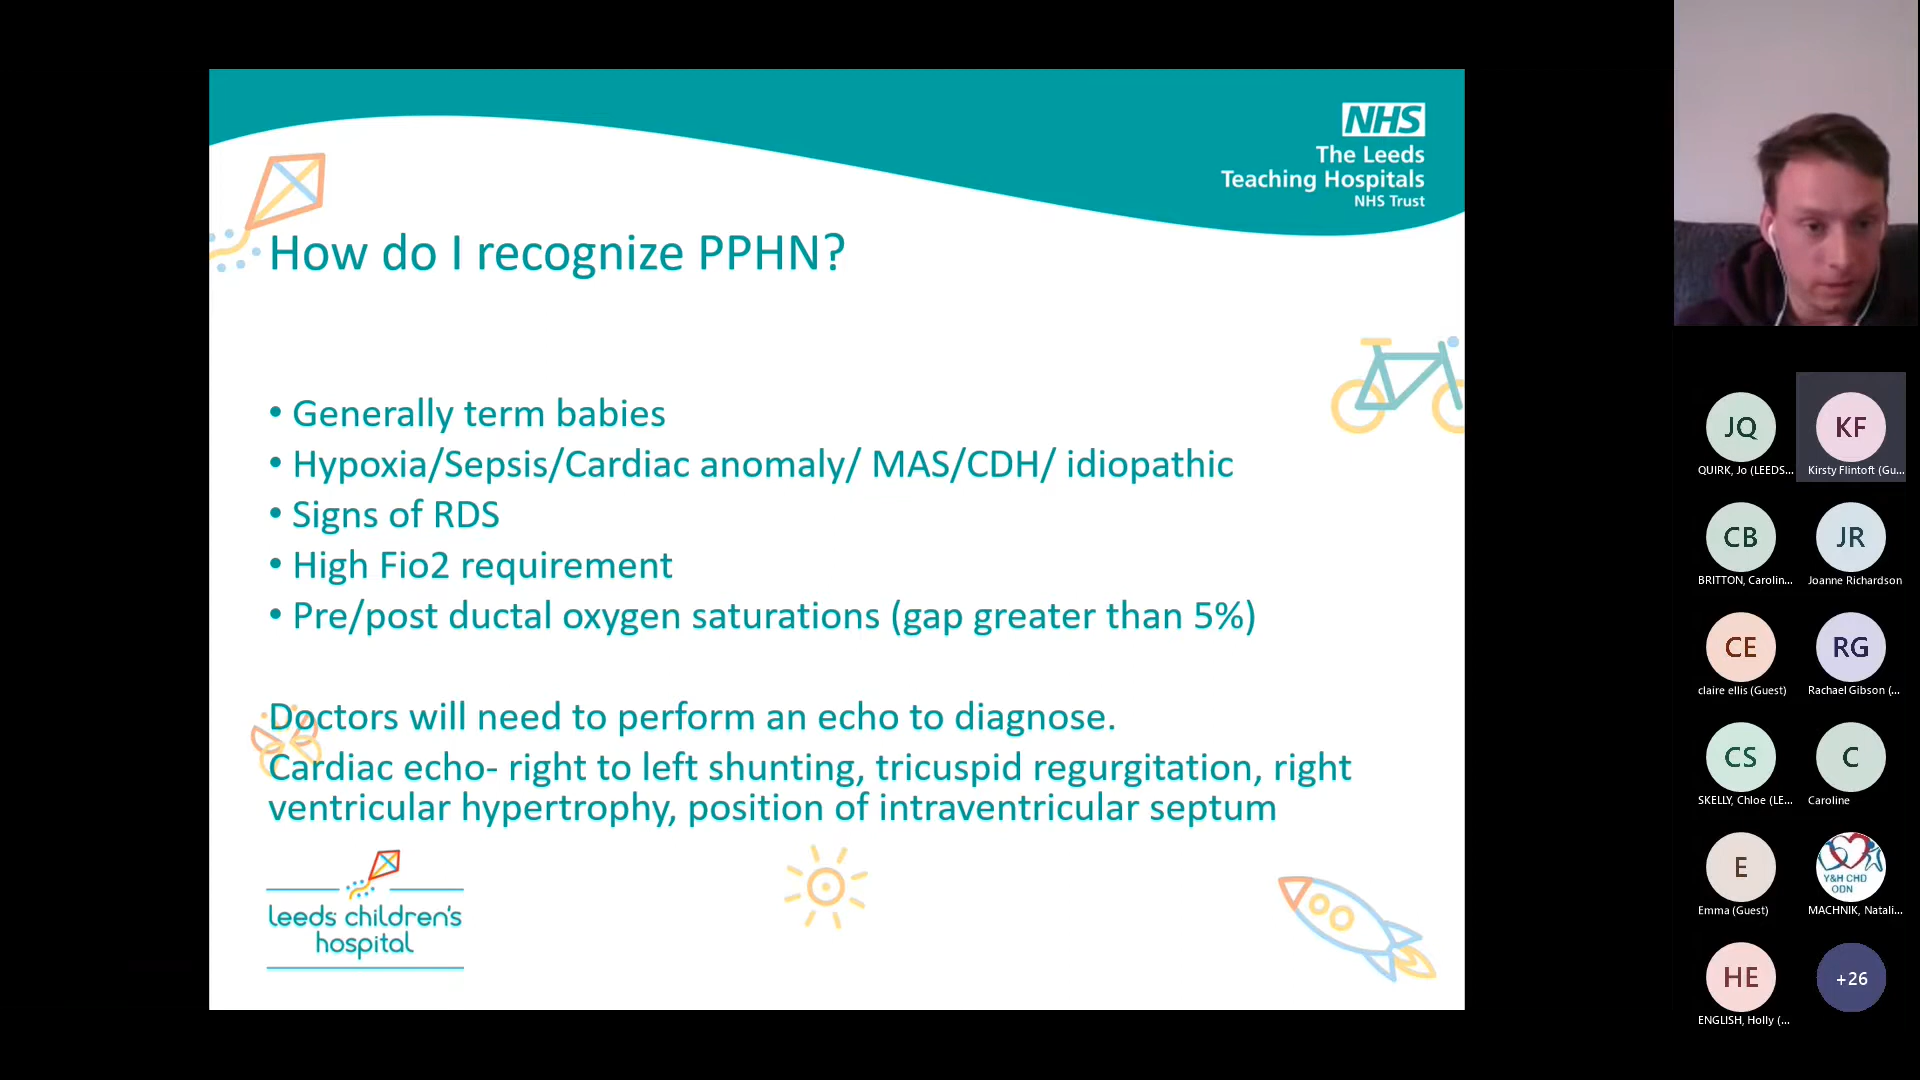 NHS
The Leeds
Teaching Hospitals
NHS Trust
How do I recognize PPHN?
• Generally term babies
• Hypoxia/Sepsis/Cardiac anomaly/ MAS/CDH/ idiopathic
• Signs of RDS
• High Fio2 requirement
• Pre/post ductal oxygen saturations (gap greater than 5%)
Doctors will need to perform an echo to diagnose.
Cardiac echo- right to left shunting, tricuspid regurgitation, right
ventricular hypertrophy, position of intraventricular septum
leeds children's
hospital
JQ
QUIRK, Jo (LEEDS...
KF
Kirsty Flintoft (Gu...
CB
BRITTON, Carolin...
JR
Joanne Richardson
CE
claire ellis (Guest)
RG
Rachael Gibson (...
CS
SKELLY, Chloe (LE...
C
Caroline
E
Emma (Guest)
Y&H CHD
ODN
MACHNIK, Natali...
HE
ENGLISH, Holly (...
+26